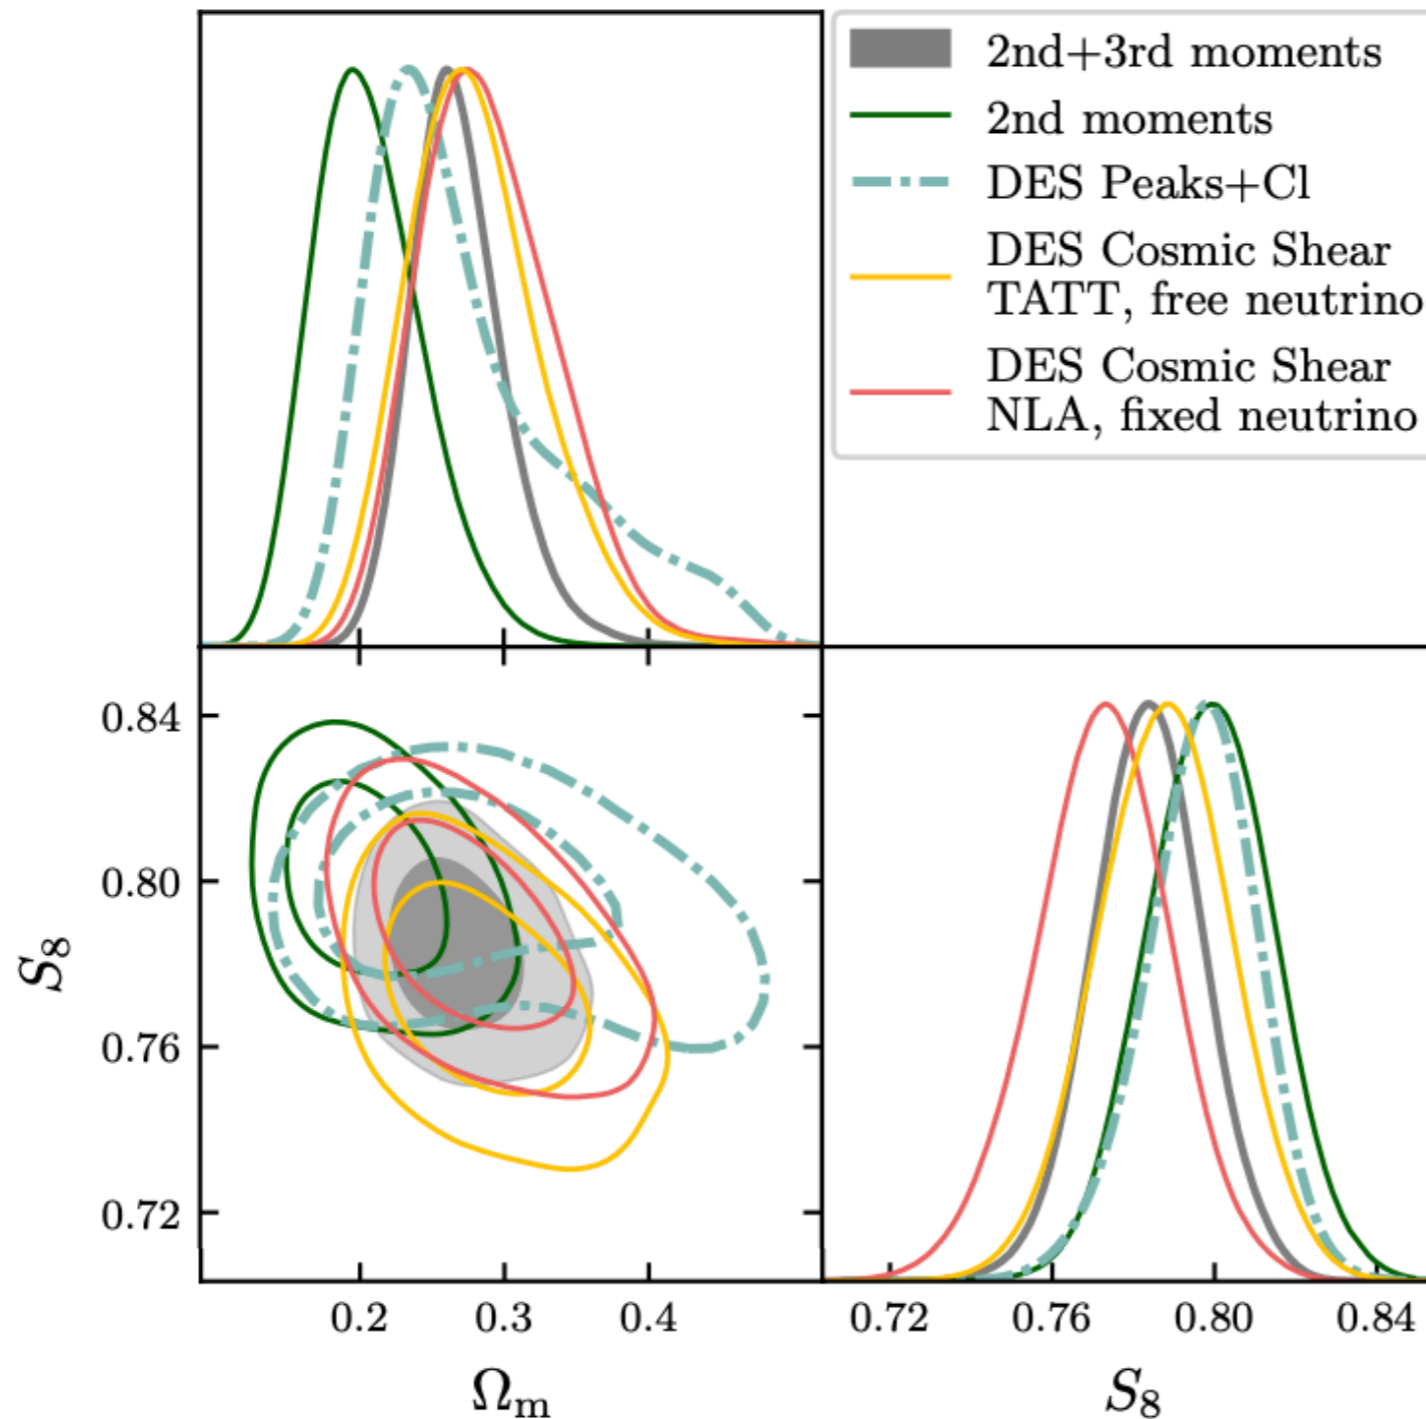 2nd+3rd moments
2nd moments
DES Peaks+Cl
DES Cosmic Shear
TATT, free neutrino
DES Cosmic Shear
NLA, fixed neutrino
0.84
0.80
0.76
0.72
S₈
0.2 0.3 0.4
0.72 0.76 0.80 0.84
Ωₘ
S₈